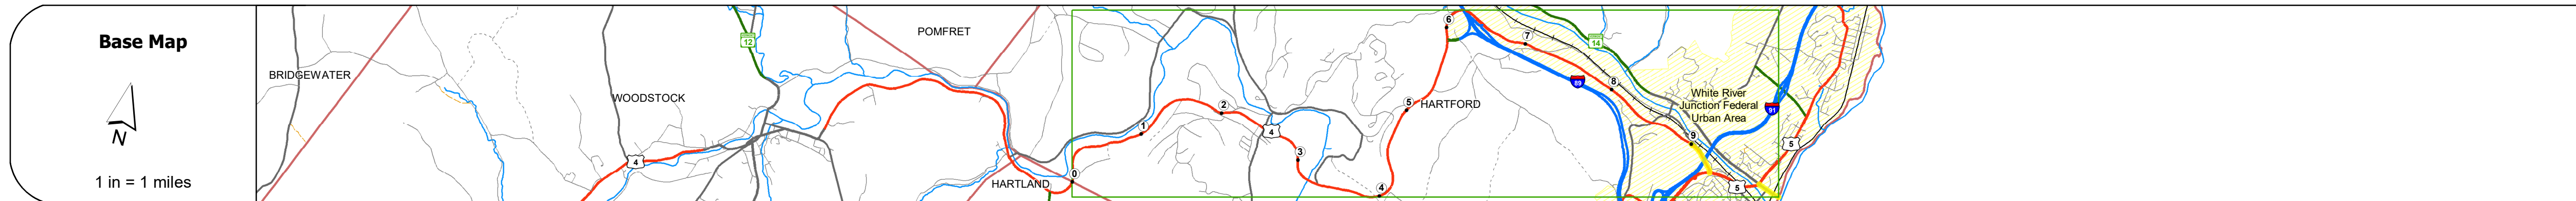 Base Map
N
1 in = 1 miles
BRIDGEWATER
WOODSTOCK
4
12
POMFRET
HARTLAND
0
1
2
4
3
4
5
HARTFORD
6
7
89
14
8
White River
Junction Federal
Urban Area
9
91
5
5